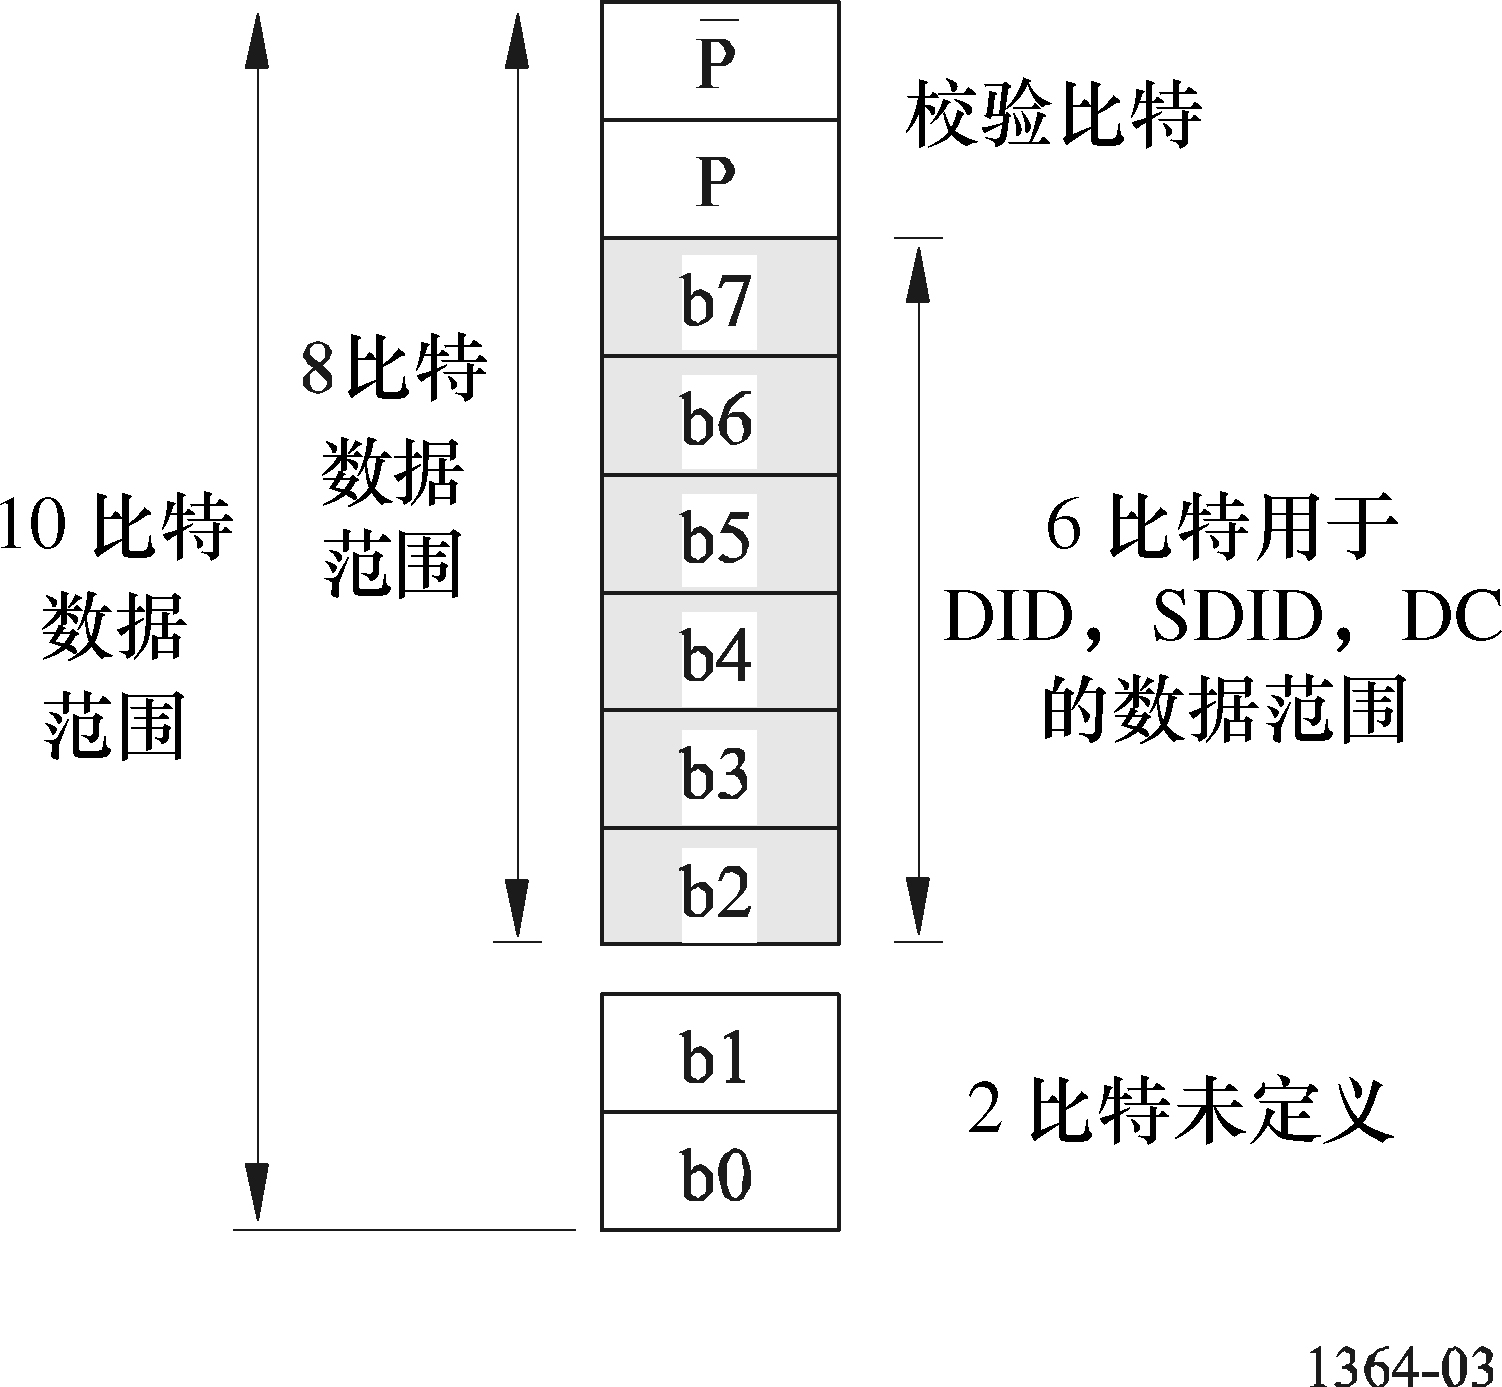 P̅
P
校验比特
b7
b6
b5
b4
b3
b2
b1
b0
10 比特
数据
范围
8比特
数据
范围
6 比特用于
DID，SDID，DC
的数据范围
2 比特未定义
1364-03